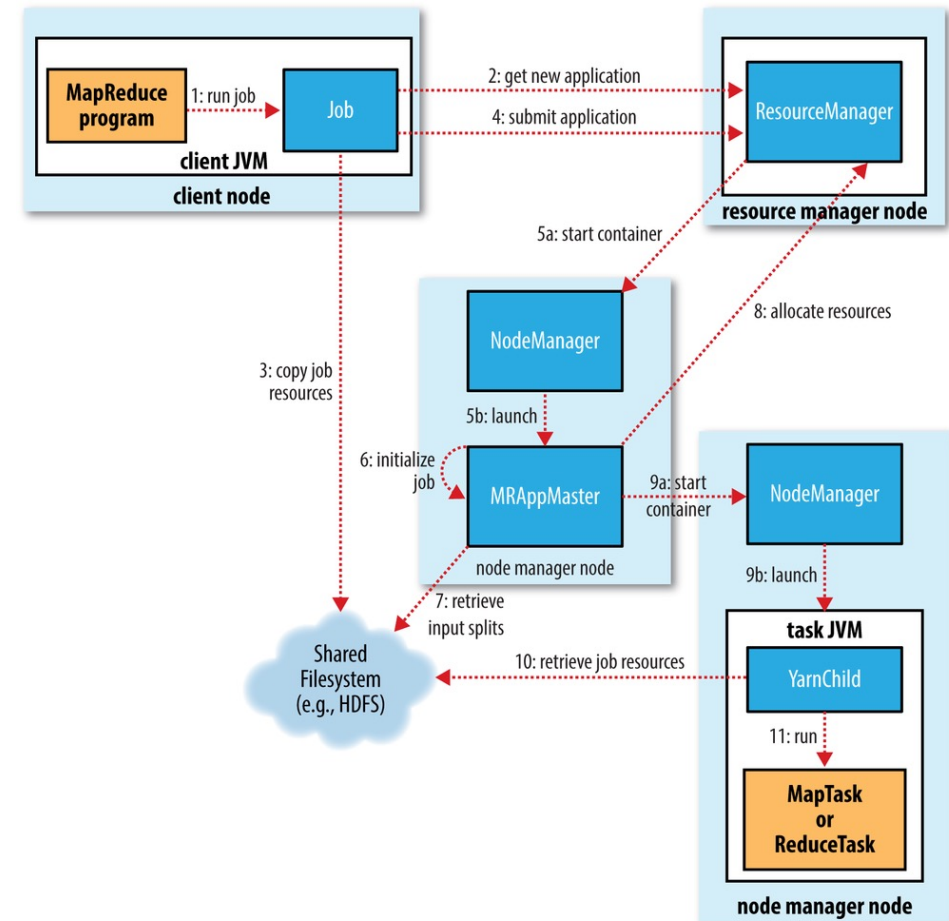 MapReduce
program
1: run job
Job
client JVM
client node
2: get new application
4: submit application
ResourceManager
resource manager node
5a: start container
8: allocate resources
3: copy job
resources
NodeManager
5b: launch
6: initialize
job
MRAppMaster
node manager node
9a: start
container
NodeManager
9b: launch
7: retrieve
input splits
Shared
Filesystem
(e.g., HDFS)
10: retrieve job resources
task JVM
YarnChild
11: run
MapTask
or
ReduceTask
node manager node